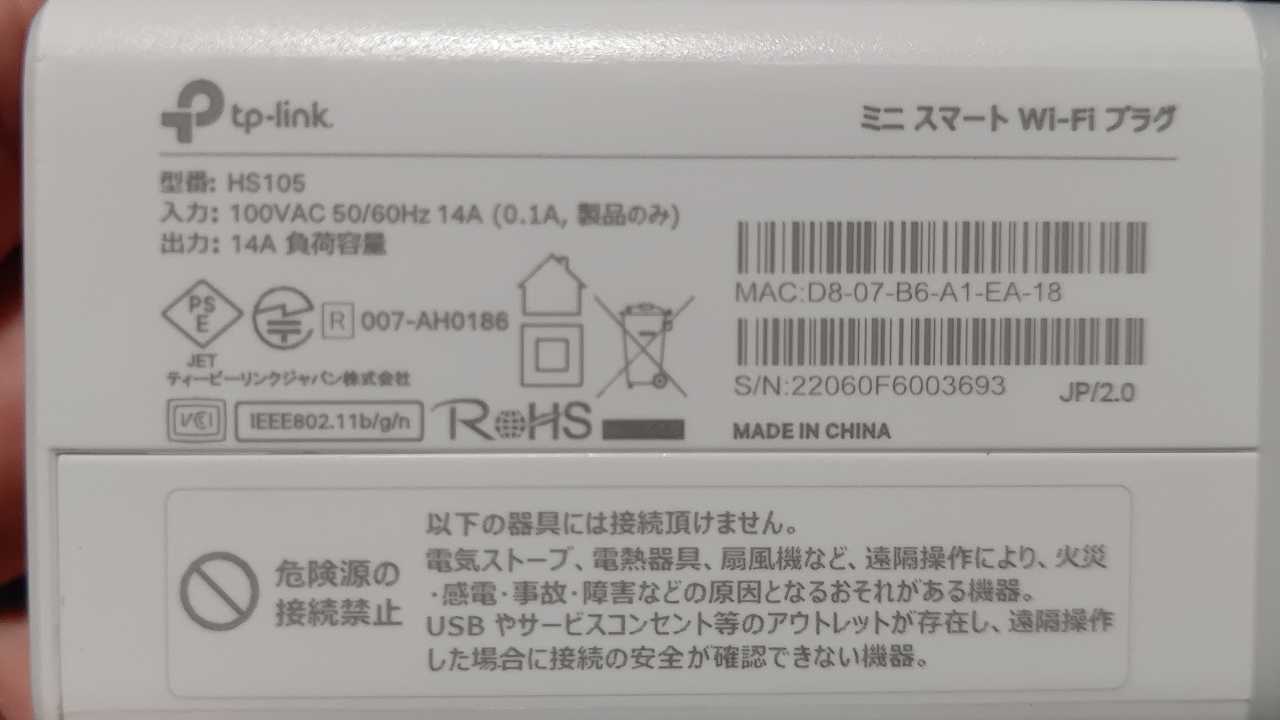 tp-link
ミニ スマート Wi-Fi プラグ
型番: HS105
入力: 100VAC 50/60Hz 14A (0.1A, 製品のみ)
出力: 14A 負荷容量
PS
E
JET
R 007-AH0186
ティーピーリンクジャパン株式会社
VCI
IEEE802.11b/g/n
RoHS
MAC:D8-07-B6-A1-EA-18
S/N:22060F6003693
JP/2.0
MADE IN CHINA
危険源の
接続禁止
以下の器具には接続頂けません。
電気ストーブ、電熱器具、扇風機など、遠隔操作により、火災
・感電・事故・障害などの原因となるおそれがある機器。
USB やサービスコンセント等のアウトレットが存在し、遠隔操作
した場合に接続の安全が確認できない機器。